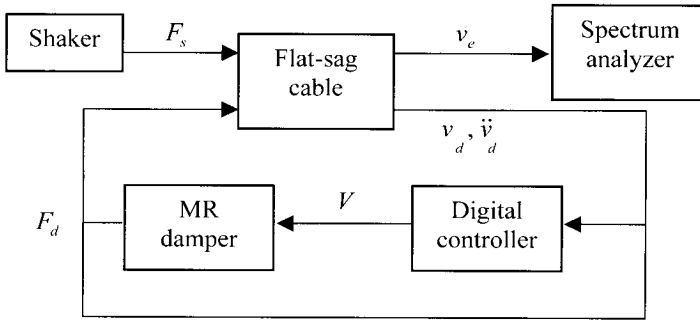 Shaker
F_s
Flat-sag
cable
v_e
Spectrum
analyzer
v_d , v̈_d
F_d
MR
damper
V
Digital
controller